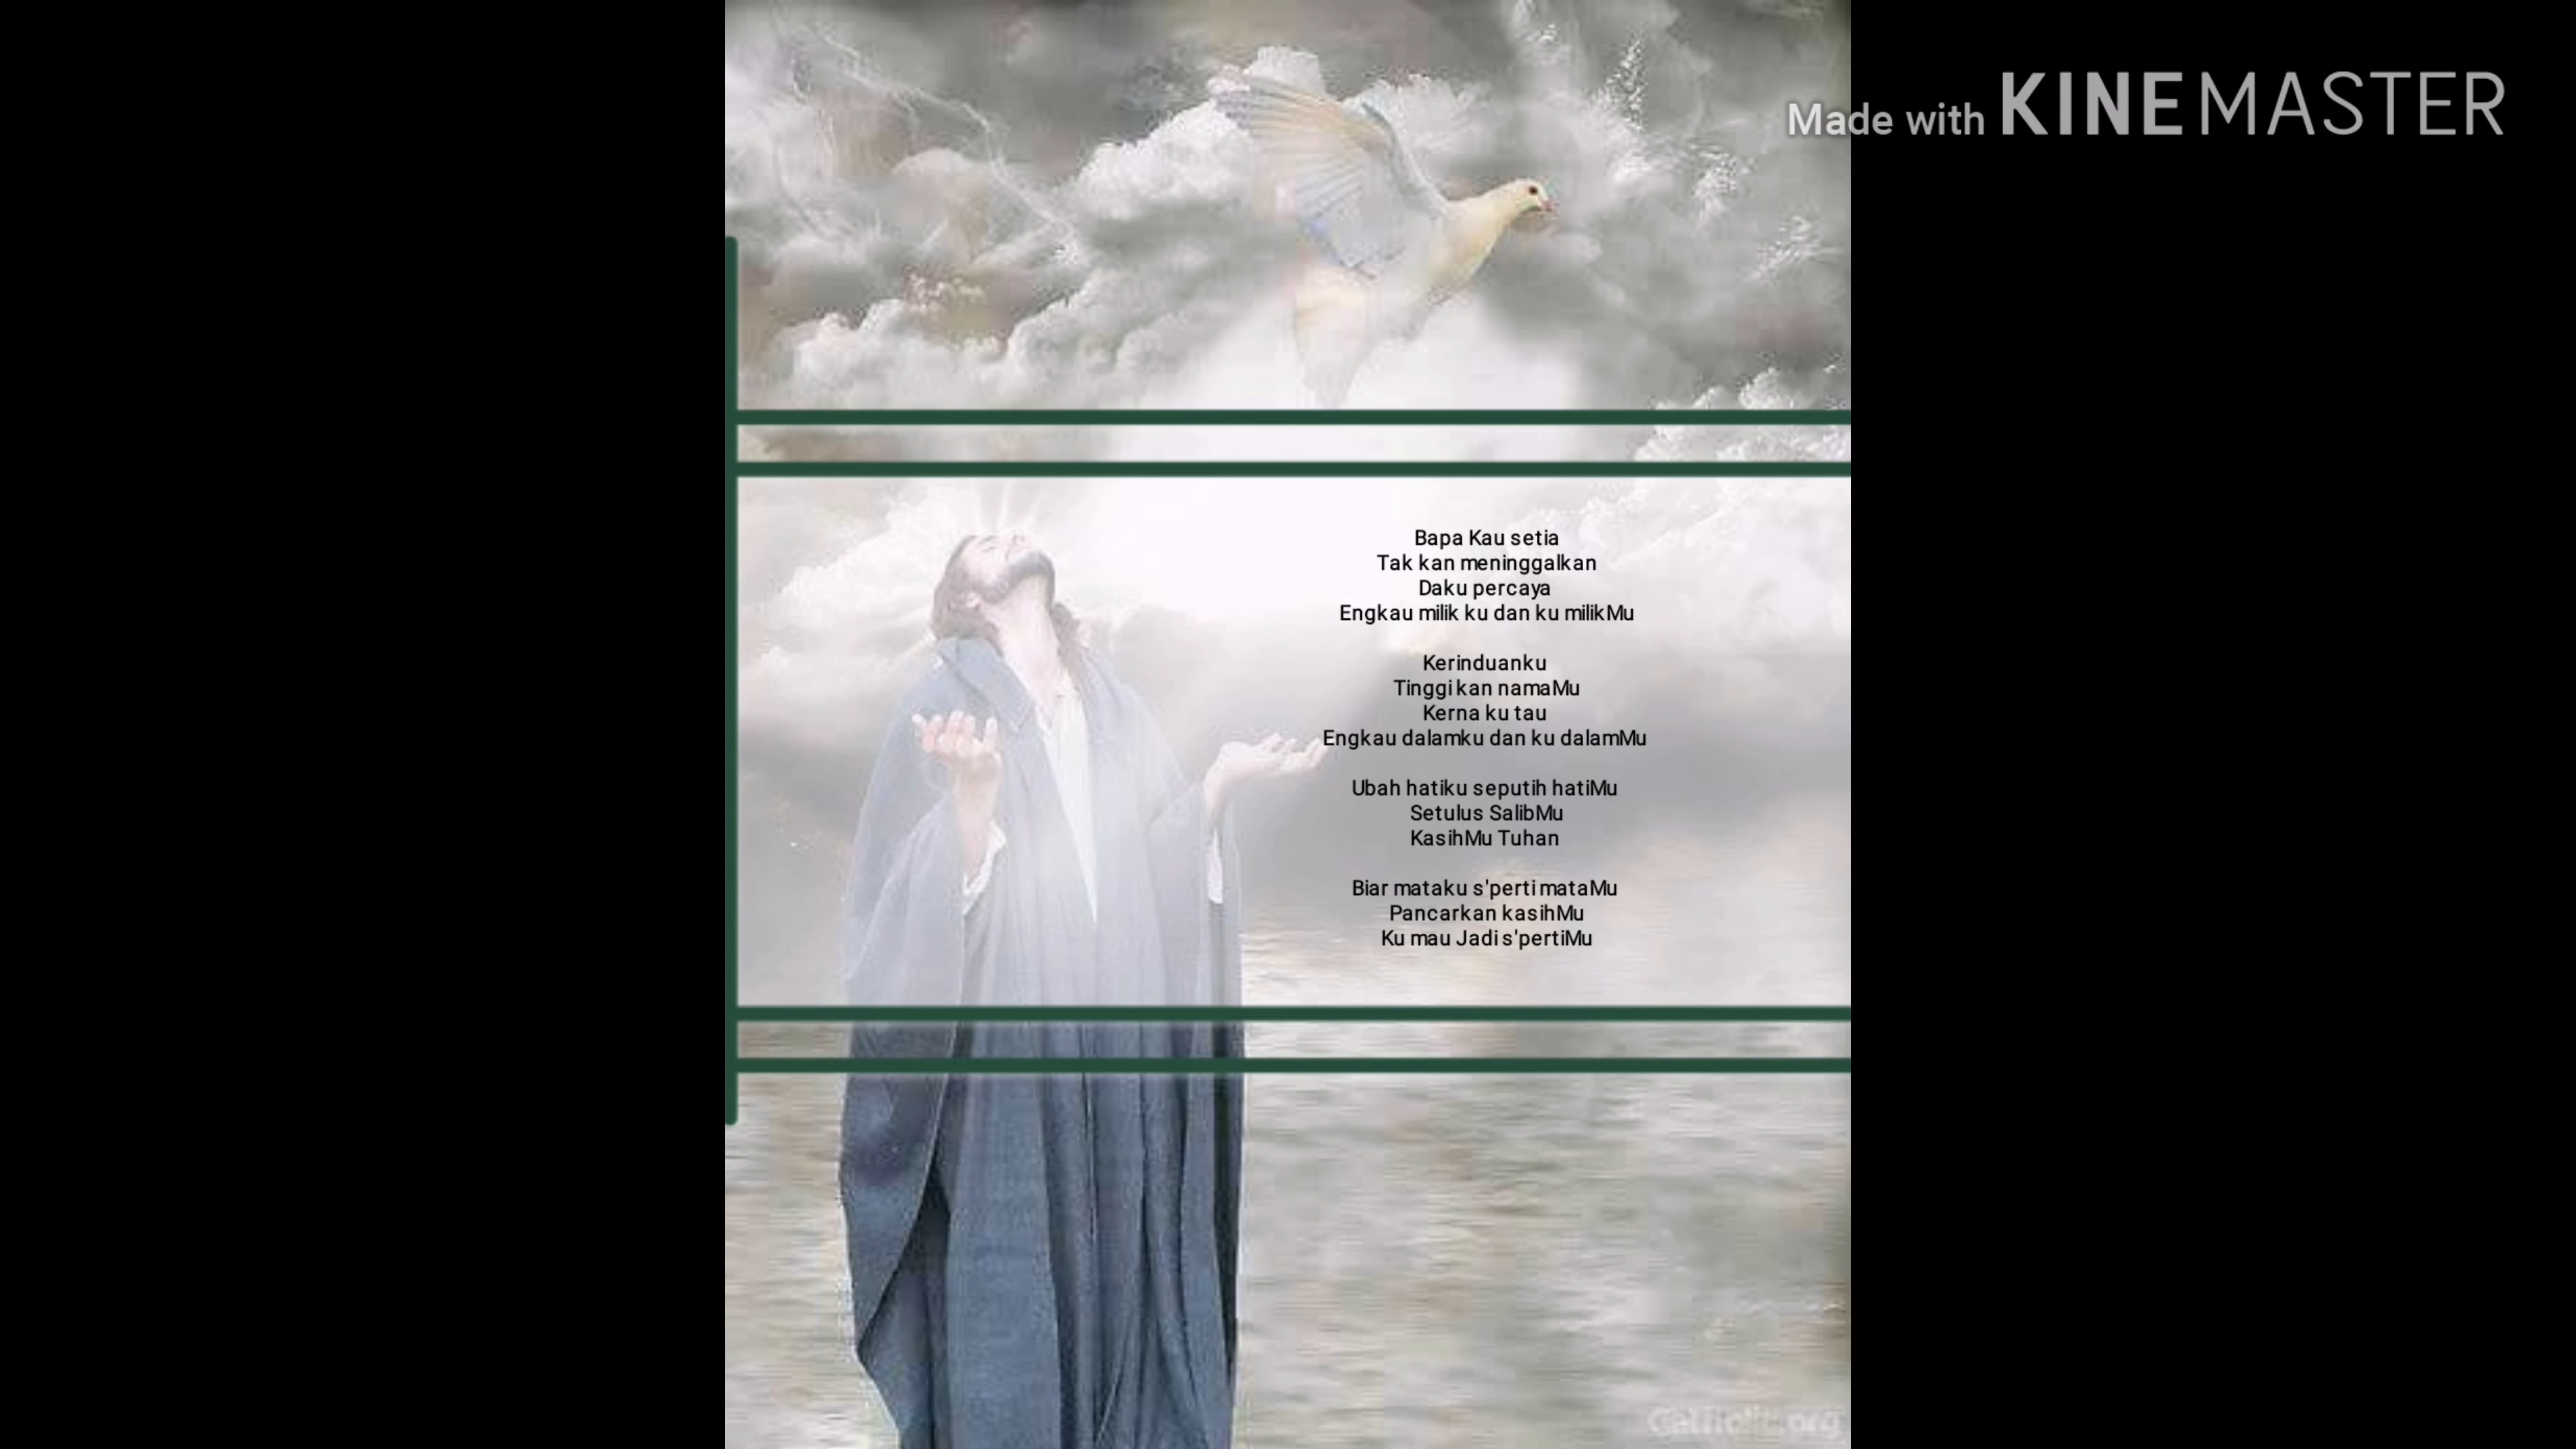 Made with KINEMASTER
Bapa Kau setia
Tak kan meninggalkan
Daku percaya
Engkau milik ku dan ku milikMu
Kerinduanku
Tinggi kan namaMu
Kerna ku tau
Engkau dalamku dan ku dalamMu
Ubah hatiku seputih hatiMu
Setulus SalibMu
KasihMu Tuhan
Biar mataku s'perti mataMu
Pancarkan kasihMu
Ku mau Jadi s'pertiMu